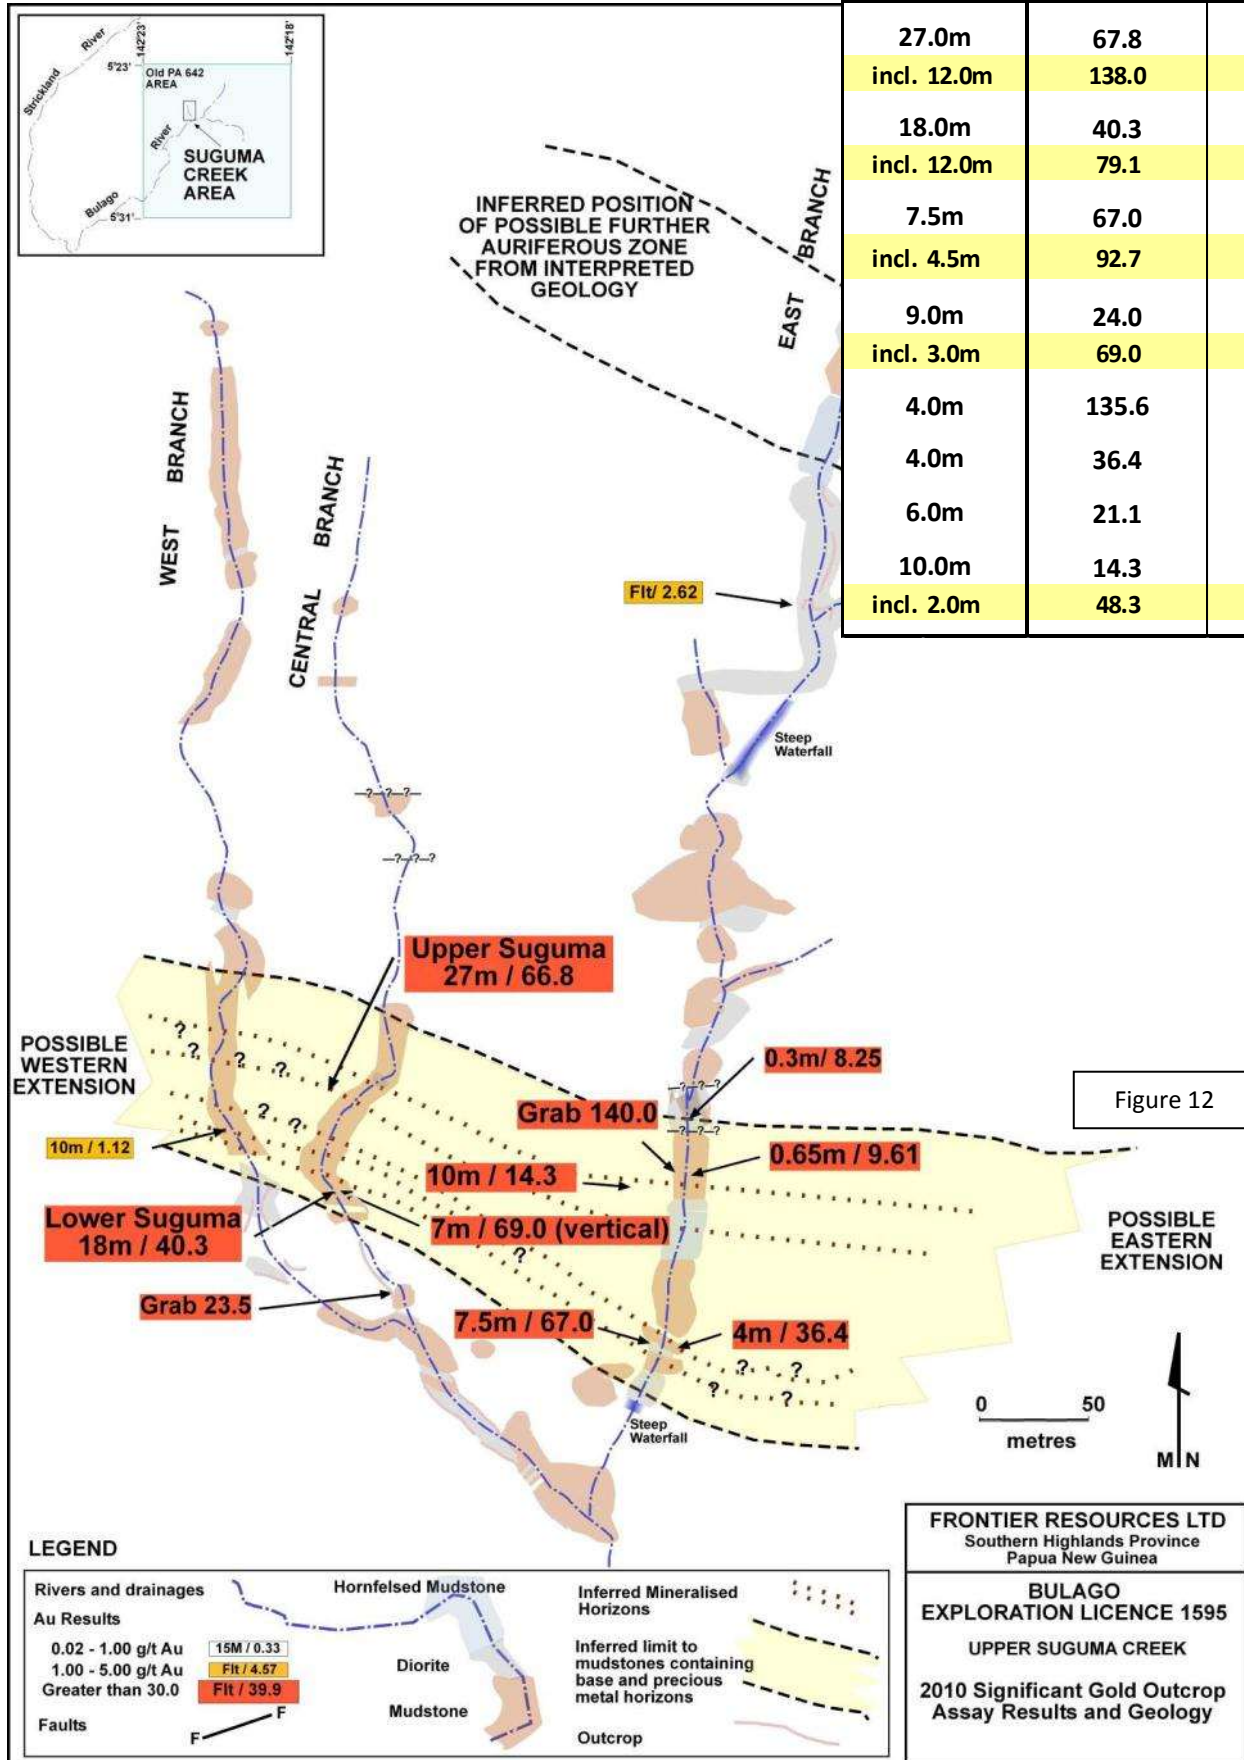 Strickland River
142°23'
142°18'
5°23'
Old PA 642
AREA
River
SUGUMA
CREEK
AREA
Bulago
5°31'
27.0m 67.8
incl. 12.0m 138.0
18.0m 40.3
incl. 12.0m 79.1
7.5m 67.0
incl. 4.5m 92.7
9.0m 24.0
incl. 3.0m 69.0
4.0m 135.6
4.0m 36.4
6.0m 21.1
10.0m 14.3
incl. 2.0m 48.3
INFERRED POSITION
OF POSSIBLE FURTHER
AURIFEROUS ZONE
FROM INTERPRETED
GEOLOGY
EAST BRANCH
WEST BRANCH
CENTRAL BRANCH
Flt/ 2.62
Steep
Waterfall
—?—?—?—
—?—?—?
Upper Suguma
27m / 66.8
POSSIBLE
WESTERN
EXTENSION
? ? ? ?
? ?
0.3m/ 8.25
—?—?—?
—?—?—?
Grab 140.0
Figure 12
10m / 1.12
10m / 14.3
0.65m / 9.61
Lower Suguma
18m / 40.3
7m / 69.0 (vertical)
?
POSSIBLE
EASTERN
EXTENSION
Grab 23.5
7.5m / 67.0
4m / 36.4
? ?
? ?
Steep
Waterfall
0 50
metres
M N
LEGEND
Rivers and drainages
Au Results
0.02 - 1.00 g/t Au 15M / 0.33
1.00 - 5.00 g/t Au Flt / 4.57
Greater than 30.0 Flt / 39.9
Faults F F
Hornfelsed Mudstone
Diorite
Mudstone
Inferred Mineralised
Horizons
Inferred limit to
mudstones containing
base and precious
metal horizons
Outcrop
FRONTIER RESOURCES LTD
Southern Highlands Province
Papua New Guinea
BULAGO
EXPLORATION LICENCE 1595
UPPER SUGUMA CREEK
2010 Significant Gold Outcrop
Assay Results and Geology